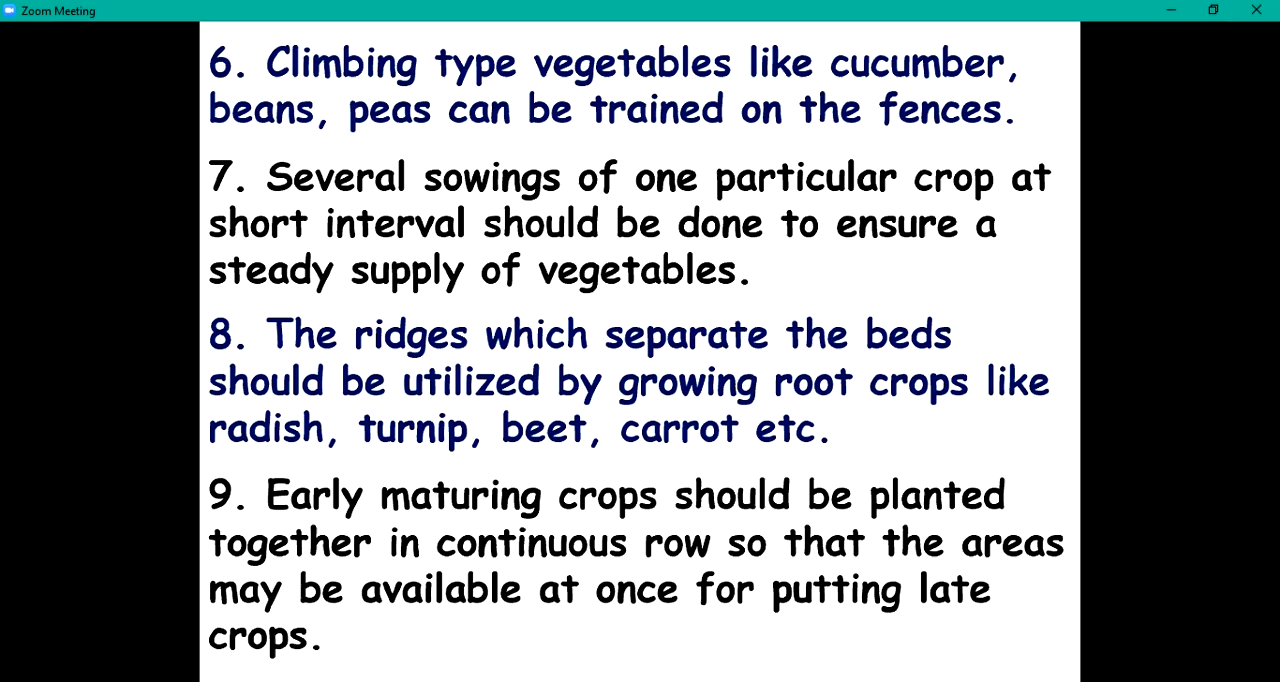 Zoom Meeting
6. Climbing type vegetables like cucumber,
beans, peas can be trained on the fences.
7. Several sowings of one particular crop at
short interval should be done to ensure a
steady supply of vegetables.
8. The ridges which separate the beds
should be utilized by growing root crops like
radish, turnip, beet, carrot etc.
9. Early maturing crops should be planted
together in continuous row so that the areas
may be available at once for putting late
crops.